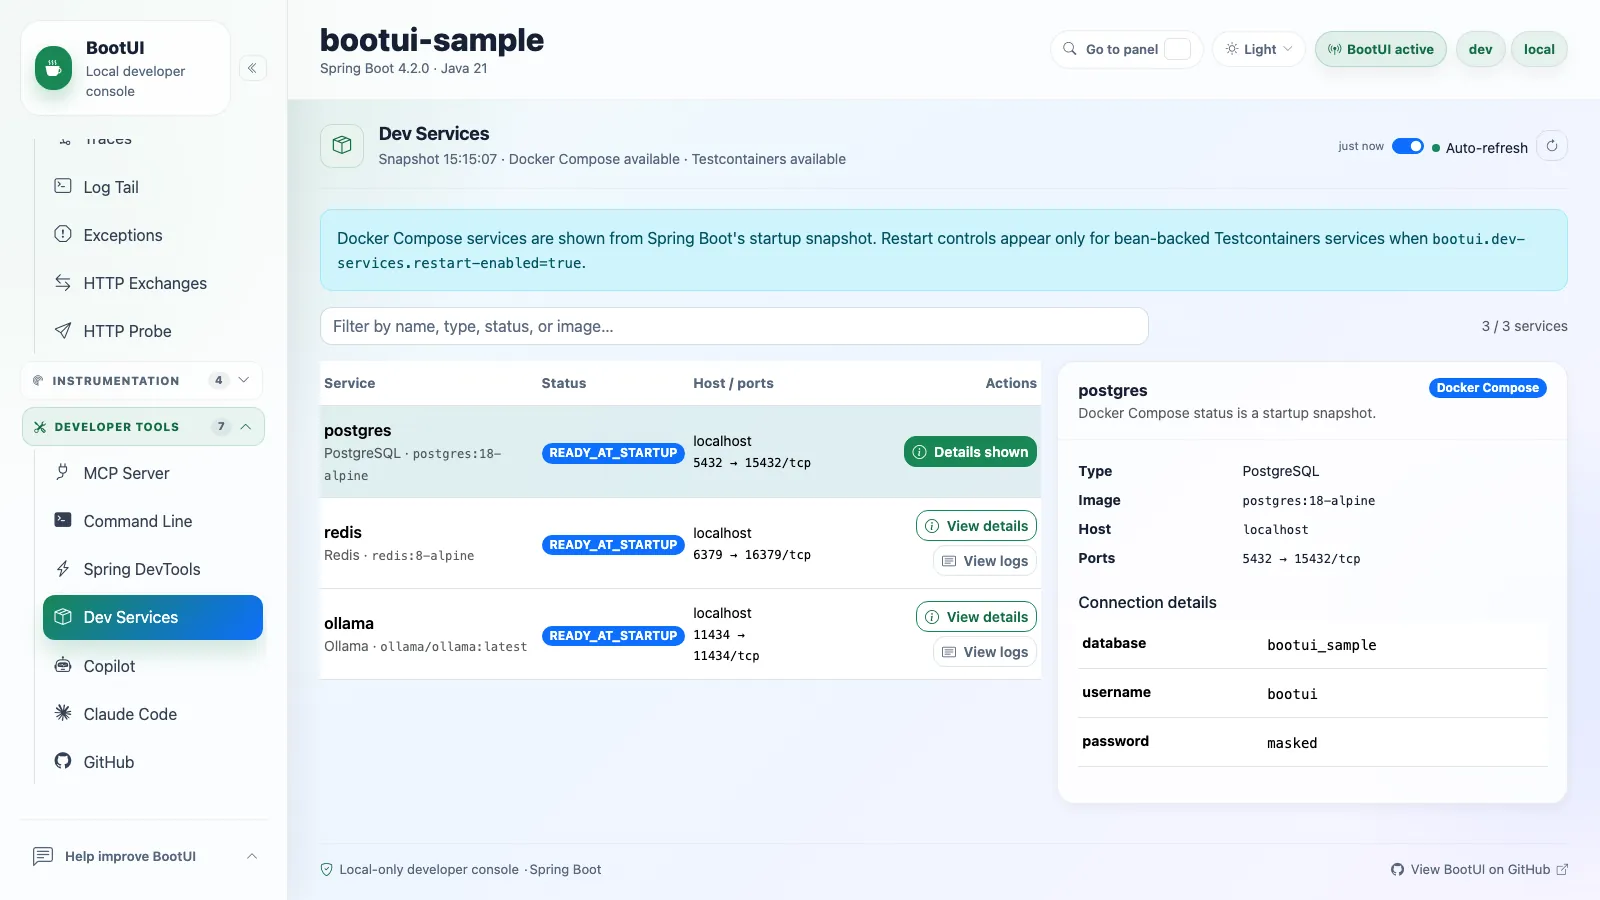 BootUI
Local developer
console
Traces
Log Tail
Exceptions
HTTP Exchanges
HTTP Probe
INSTRUMENTATION 4
DEVELOPER TOOLS 7
MCP Server
Command Line
Spring DevTools
Dev Services
Copilot
Claude Code
GitHub
Help improve BootUI
bootui-sample
Spring Boot 4.2.0 · Java 21
Go to panel
Light
BootUI active
dev
local
Dev Services
Snapshot 15:15:07 · Docker Compose available · Testcontainers available
just now
Auto-refresh
Docker Compose services are shown from Spring Boot's startup snapshot. Restart controls appear only for bean-backed Testcontainers services when bootui.dev-
services.restart-enabled=true.
Filter by name, type, status, or image...
3 / 3 services
Service Status Host / ports Actions
postgres
PostgreSQL · postgres:18-
alpine
READY_AT_STARTUP
localhost
5432 → 15432/tcp
Details shown
redis
Redis · redis:8-alpine
READY_AT_STARTUP
localhost
6379 → 16379/tcp
View details
View logs
ollama
Ollama · ollama/ollama:latest
READY_AT_STARTUP
localhost
11434 →
11434/tcp
View details
View logs
postgres
Docker Compose
Docker Compose status is a startup snapshot.
Type PostgreSQL
Image postgres:18-alpine
Host localhost
Ports 5432 → 15432/tcp
Connection details
database bootui_sample
username bootui
password masked
Local-only developer console · Spring Boot
View BootUI on GitHub